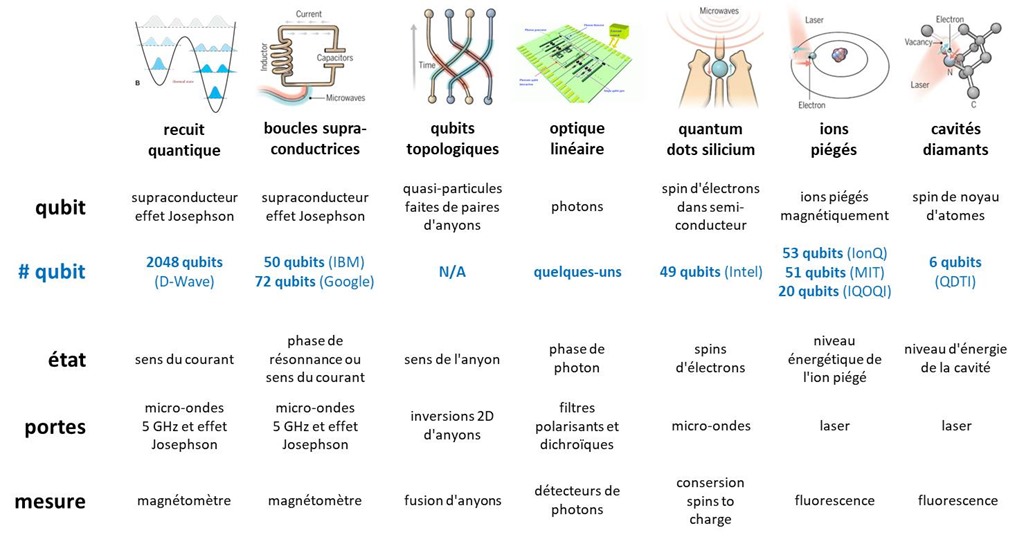 B
Current
Inductor
Capacitors
Microwaves
Time
Microwaves
Laser
Electron
Electron
Vacancy
N
Laser
C
recuit
quantique
boucles supra-
conductrices
qubits
topologiques
optique
linéaire
quantum
dots silicium
ions
piégés
cavités
diamants
qubit
supraconducteur
effet Josephson
supraconducteur
effet Josephson
quasi-particules
faites de paires
d'anyons
photons
spin d'électrons
dans semi-
conducteur
ions piégés
magnétiquement
spin de noyau
d'atomes
# qubit
2048 qubits
(D-Wave)
50 qubits (IBM)
72 qubits (Google)
N/A
quelques-uns
49 qubits (Intel)
53 qubits (IonQ)
51 qubits (MIT)
20 qubits (IQOQI)
6 qubits
(QDTI)
état
sens du courant
phase de
résonnance ou
sens du courant
sens de l'anyon
phase de
photon
spins
d'électrons
niveau
énergétique de
l'ion piégé
niveau d'énergie
de la cavité
portes
micro-ondes
5 GHz et effet
Josephson
micro-ondes
5 GHz et effet
Josephson
inversions 2D
d'anyons
filtres
polarisants et
dichroïques
micro-ondes
laser
laser
mesure
magnétomètre
magnétomètre
fusion d'anyons
détecteurs de
photons
consersion
spins to
charge
fluorescence
fluorescence